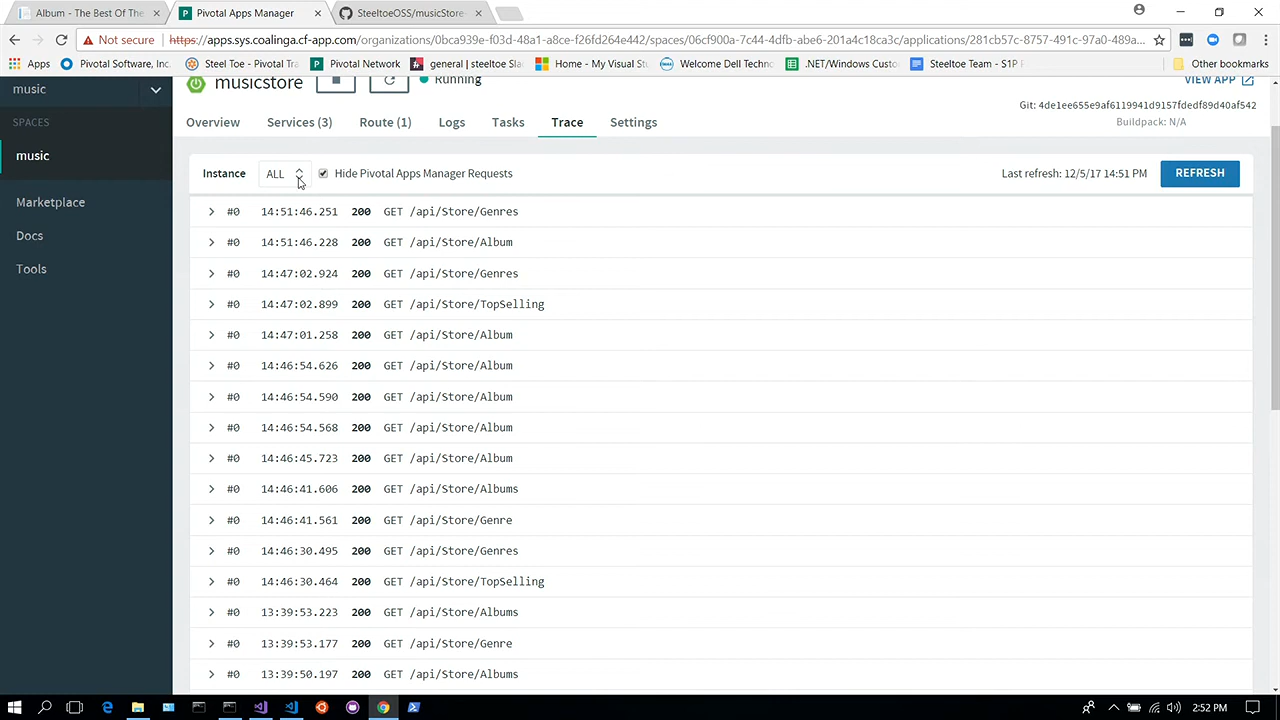 Album - The Best Of The
Pivotal Apps Manager
SteeltoeOSS/musicStore
Not secure
https://apps.sys.coalinga.cf-app.com/organizations/0bca939e-f03d-48a1-a8ce-f26fd264e442/spaces/06cf900a-7c44-4dfb-abe6-201a4c18ca3c/applications/281cb57c-8757-491c-97a0-489a...
Apps
Pivotal Software, Inc.
Steel Toe - Pivotal Tra
Pivotal Network
general | steeltoe Sla
Home - My Visual Stu
Welcome Dell Techno
.NET/Windows Custo
Steeltoe Team - S1P F
Other bookmarks
music
musicstore
Running
VIEW APP
Git: 4de1ee655e9af6119941d9157fdedf89d40af542
Buildpack: N/A
SPACES
music
Marketplace
Docs
Tools
Overview
Services (3)
Route (1)
Logs
Tasks
Trace
Settings
Instance
ALL
Hide Pivotal Apps Manager Requests
Last refresh: 12/5/17 14:51 PM
REFRESH
#0 14:51:46.251 200 GET /api/Store/Genres
#0 14:51:46.228 200 GET /api/Store/Album
#0 14:47:02.924 200 GET /api/Store/Genres
#0 14:47:02.899 200 GET /api/Store/TopSelling
#0 14:47:01.258 200 GET /api/Store/Album
#0 14:46:54.626 200 GET /api/Store/Album
#0 14:46:54.590 200 GET /api/Store/Album
#0 14:46:54.568 200 GET /api/Store/Album
#0 14:46:45.723 200 GET /api/Store/Album
#0 14:46:41.606 200 GET /api/Store/Albums
#0 14:46:41.561 200 GET /api/Store/Genre
#0 14:46:30.495 200 GET /api/Store/Genres
#0 14:46:30.464 200 GET /api/Store/TopSelling
#0 13:39:53.223 200 GET /api/Store/Albums
#0 13:39:53.177 200 GET /api/Store/Genre
#0 13:39:50.197 200 GET /api/Store/Albums
2:52 PM